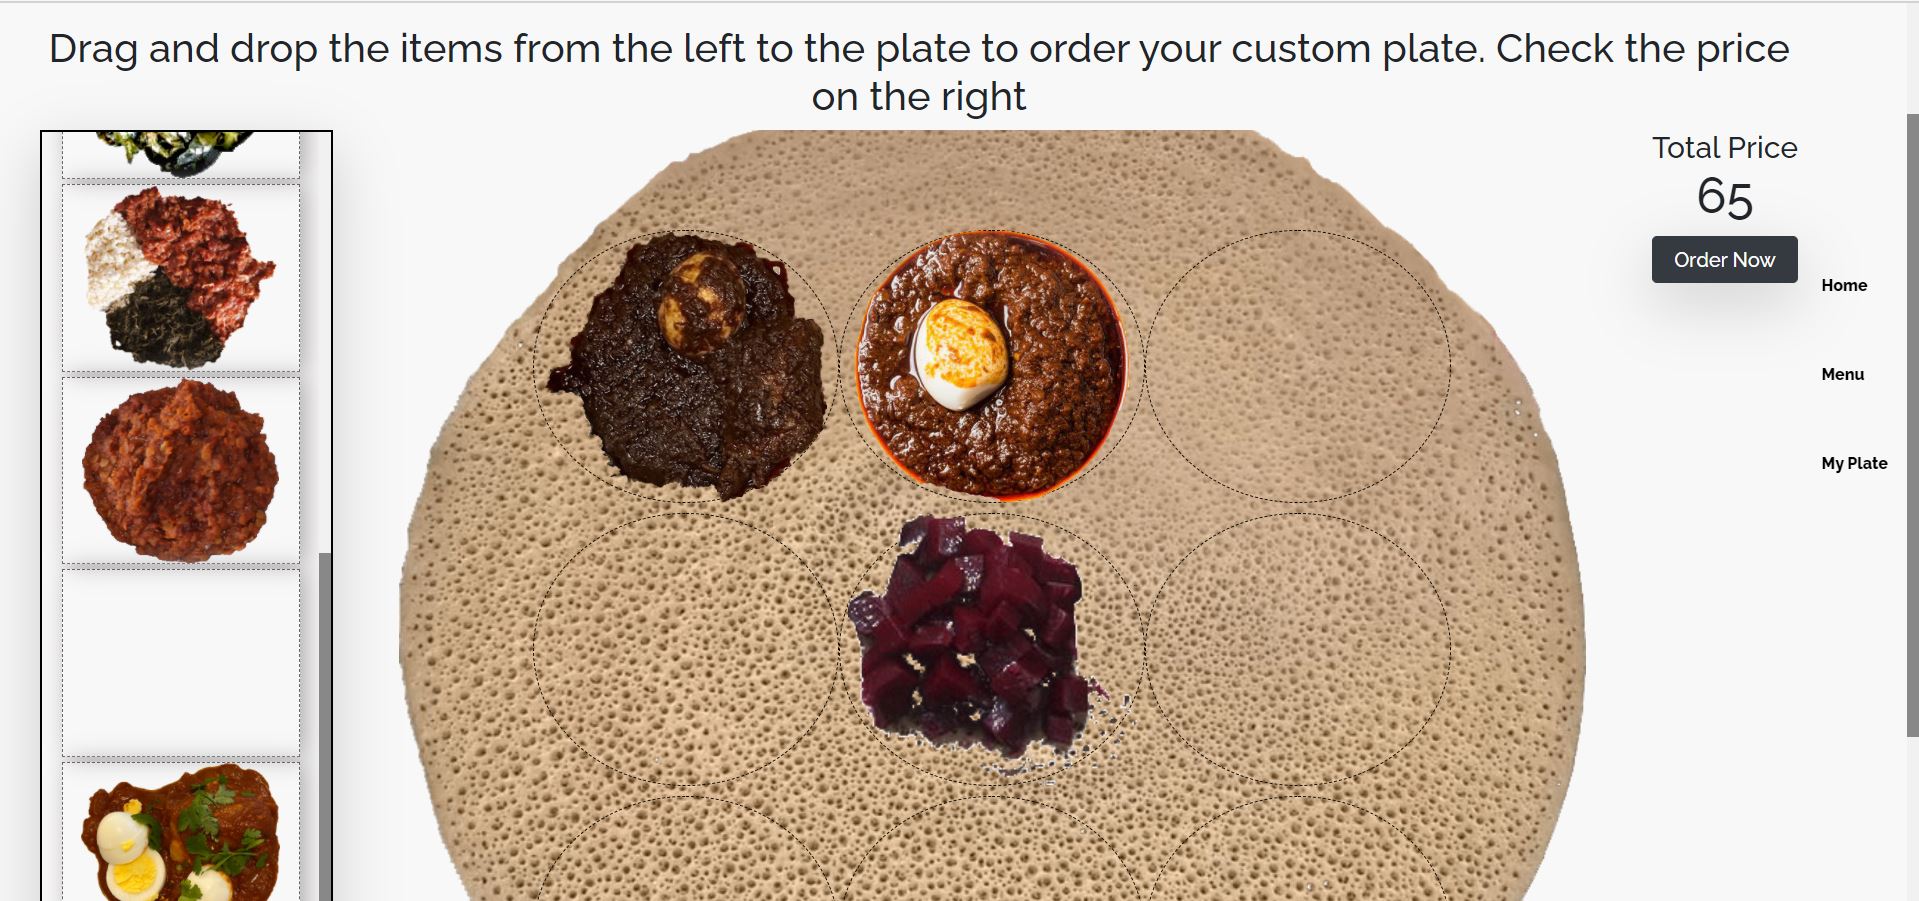 Drag and drop the items from the left to the plate to order your custom plate. Check the price
on the right
Total Price
65
Order Now
Home
Menu
My Plate